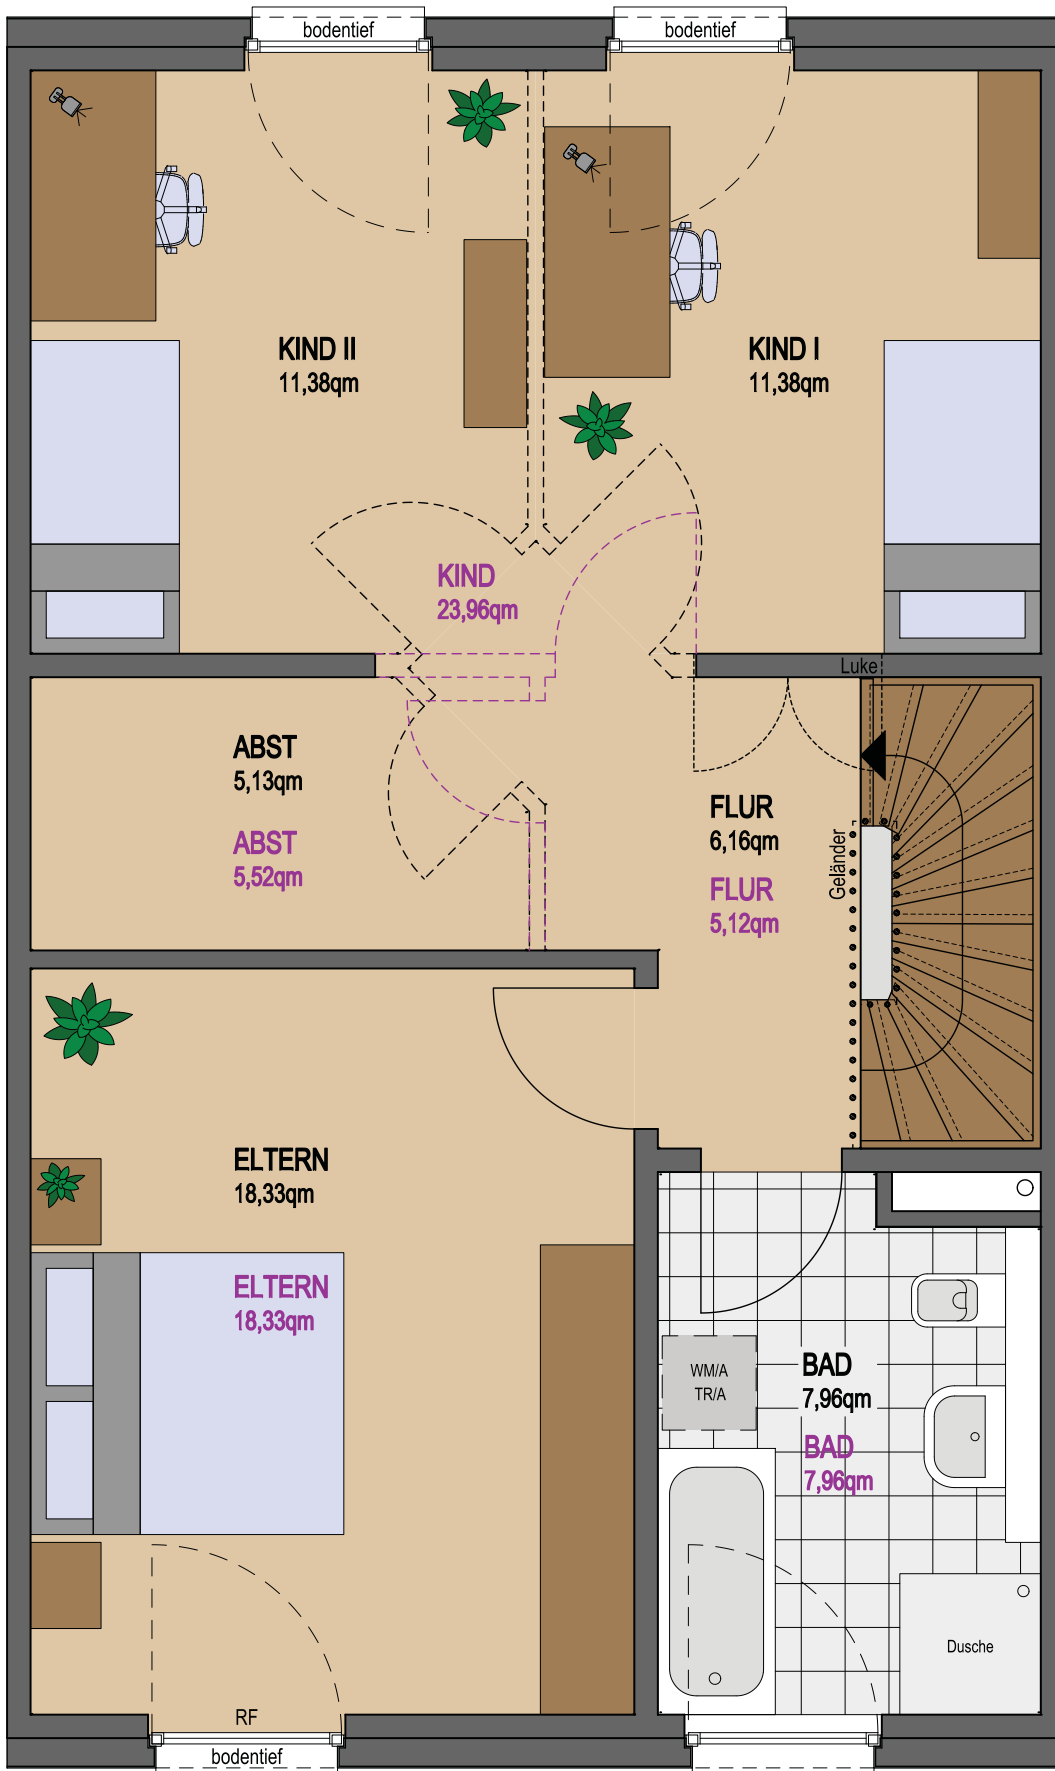 bodentief
bodentief
KIND II
11,38qm
KIND I
11,38qm
KIND
23,96qm
Luke
ABST
5,13qm
ABST
5,52qm
FLUR
6,16qm
FLUR
5,12qm
Geländer
ELTERN
18,33qm
ELTERN
18,33qm
WM/A
TR/A
BAD
7,96qm
BAD
7,96qm
Dusche
RF
bodentief